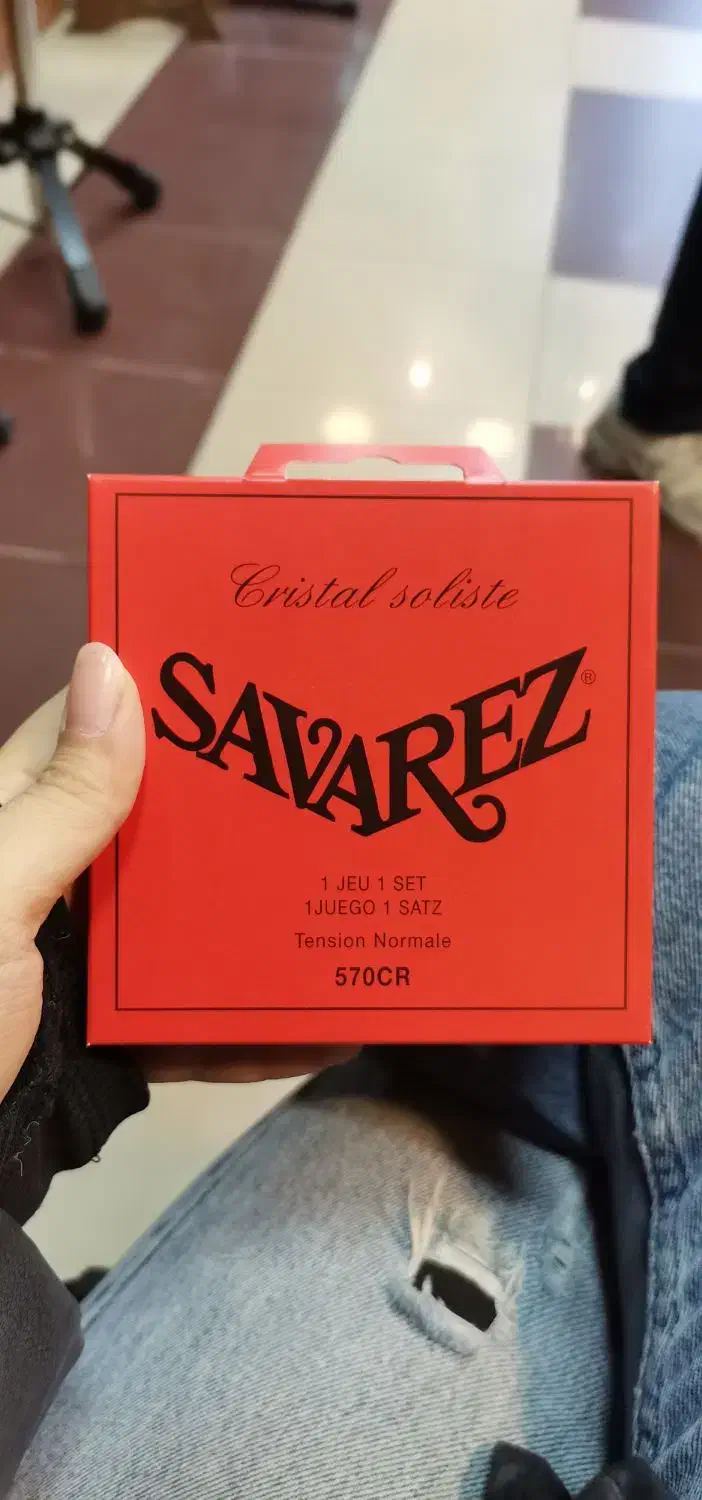 Cristal soliste
SAVAREZ®
1 JEU 1 SET
1JUEGO 1 SATZ
Tension Normale
570CR